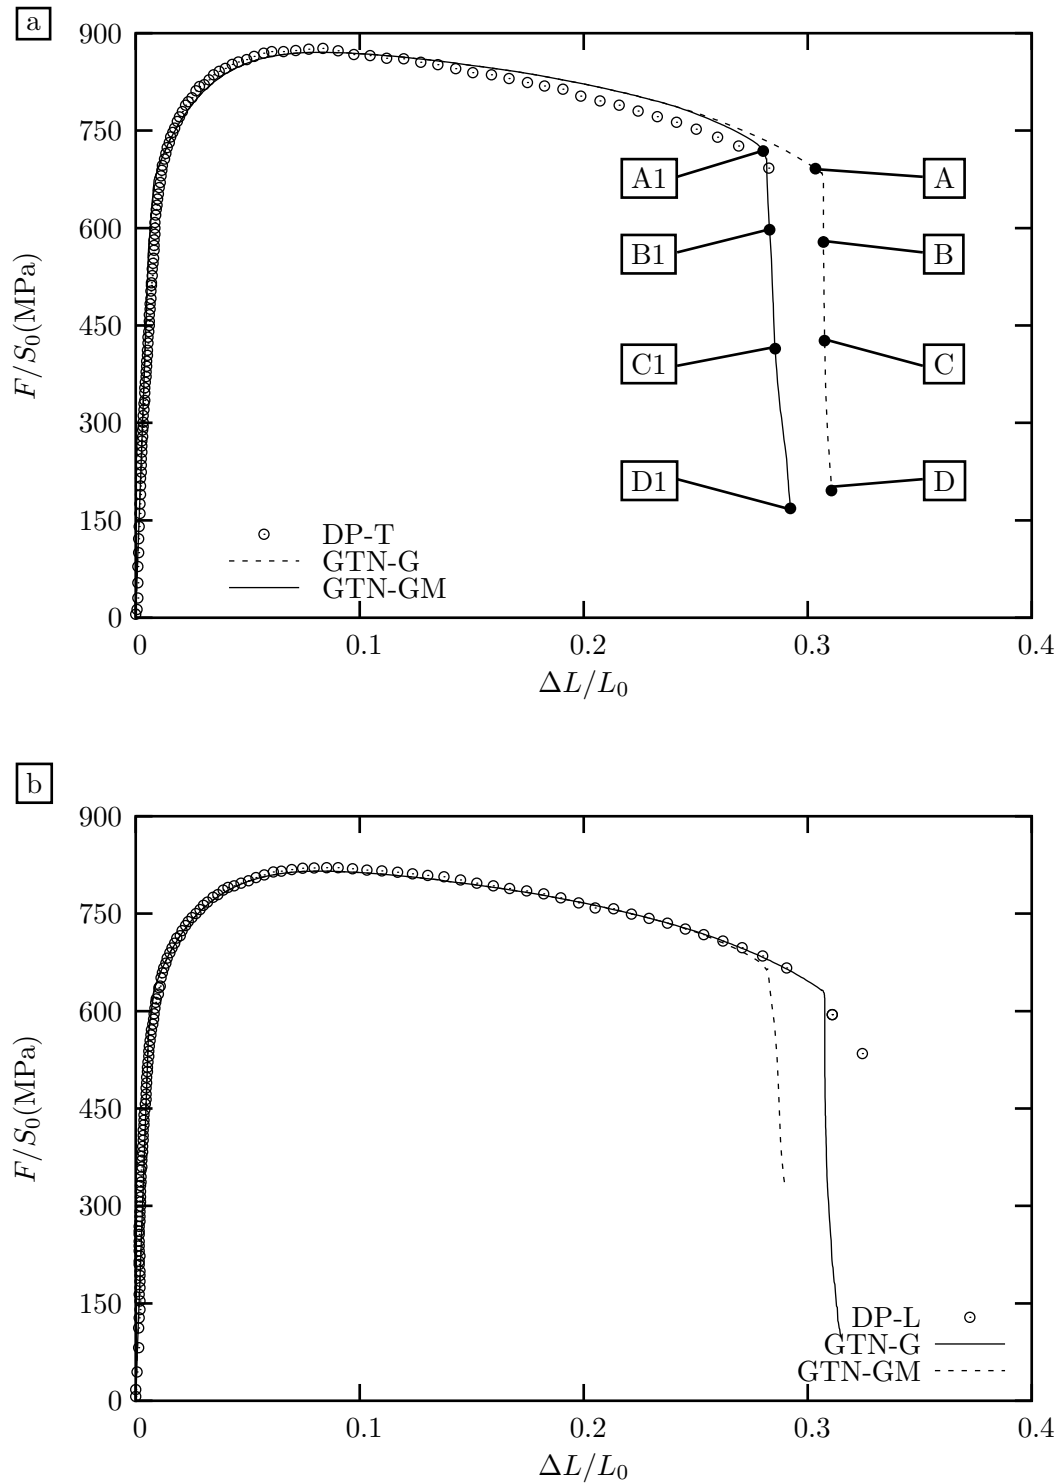 a
900
750
600
450
300
150
0
F/S₀(MPa)
A1
A
B1
B
C1
C
D1
D
DP-T
GTN-G
GTN-GM
0 0.1 0.2 0.3 0.4
ΔL/L₀
b
900
750
600
450
300
150
0
F/S₀(MPa)
DP-L
GTN-G
GTN-GM
0 0.1 0.2 0.3 0.4
ΔL/L₀